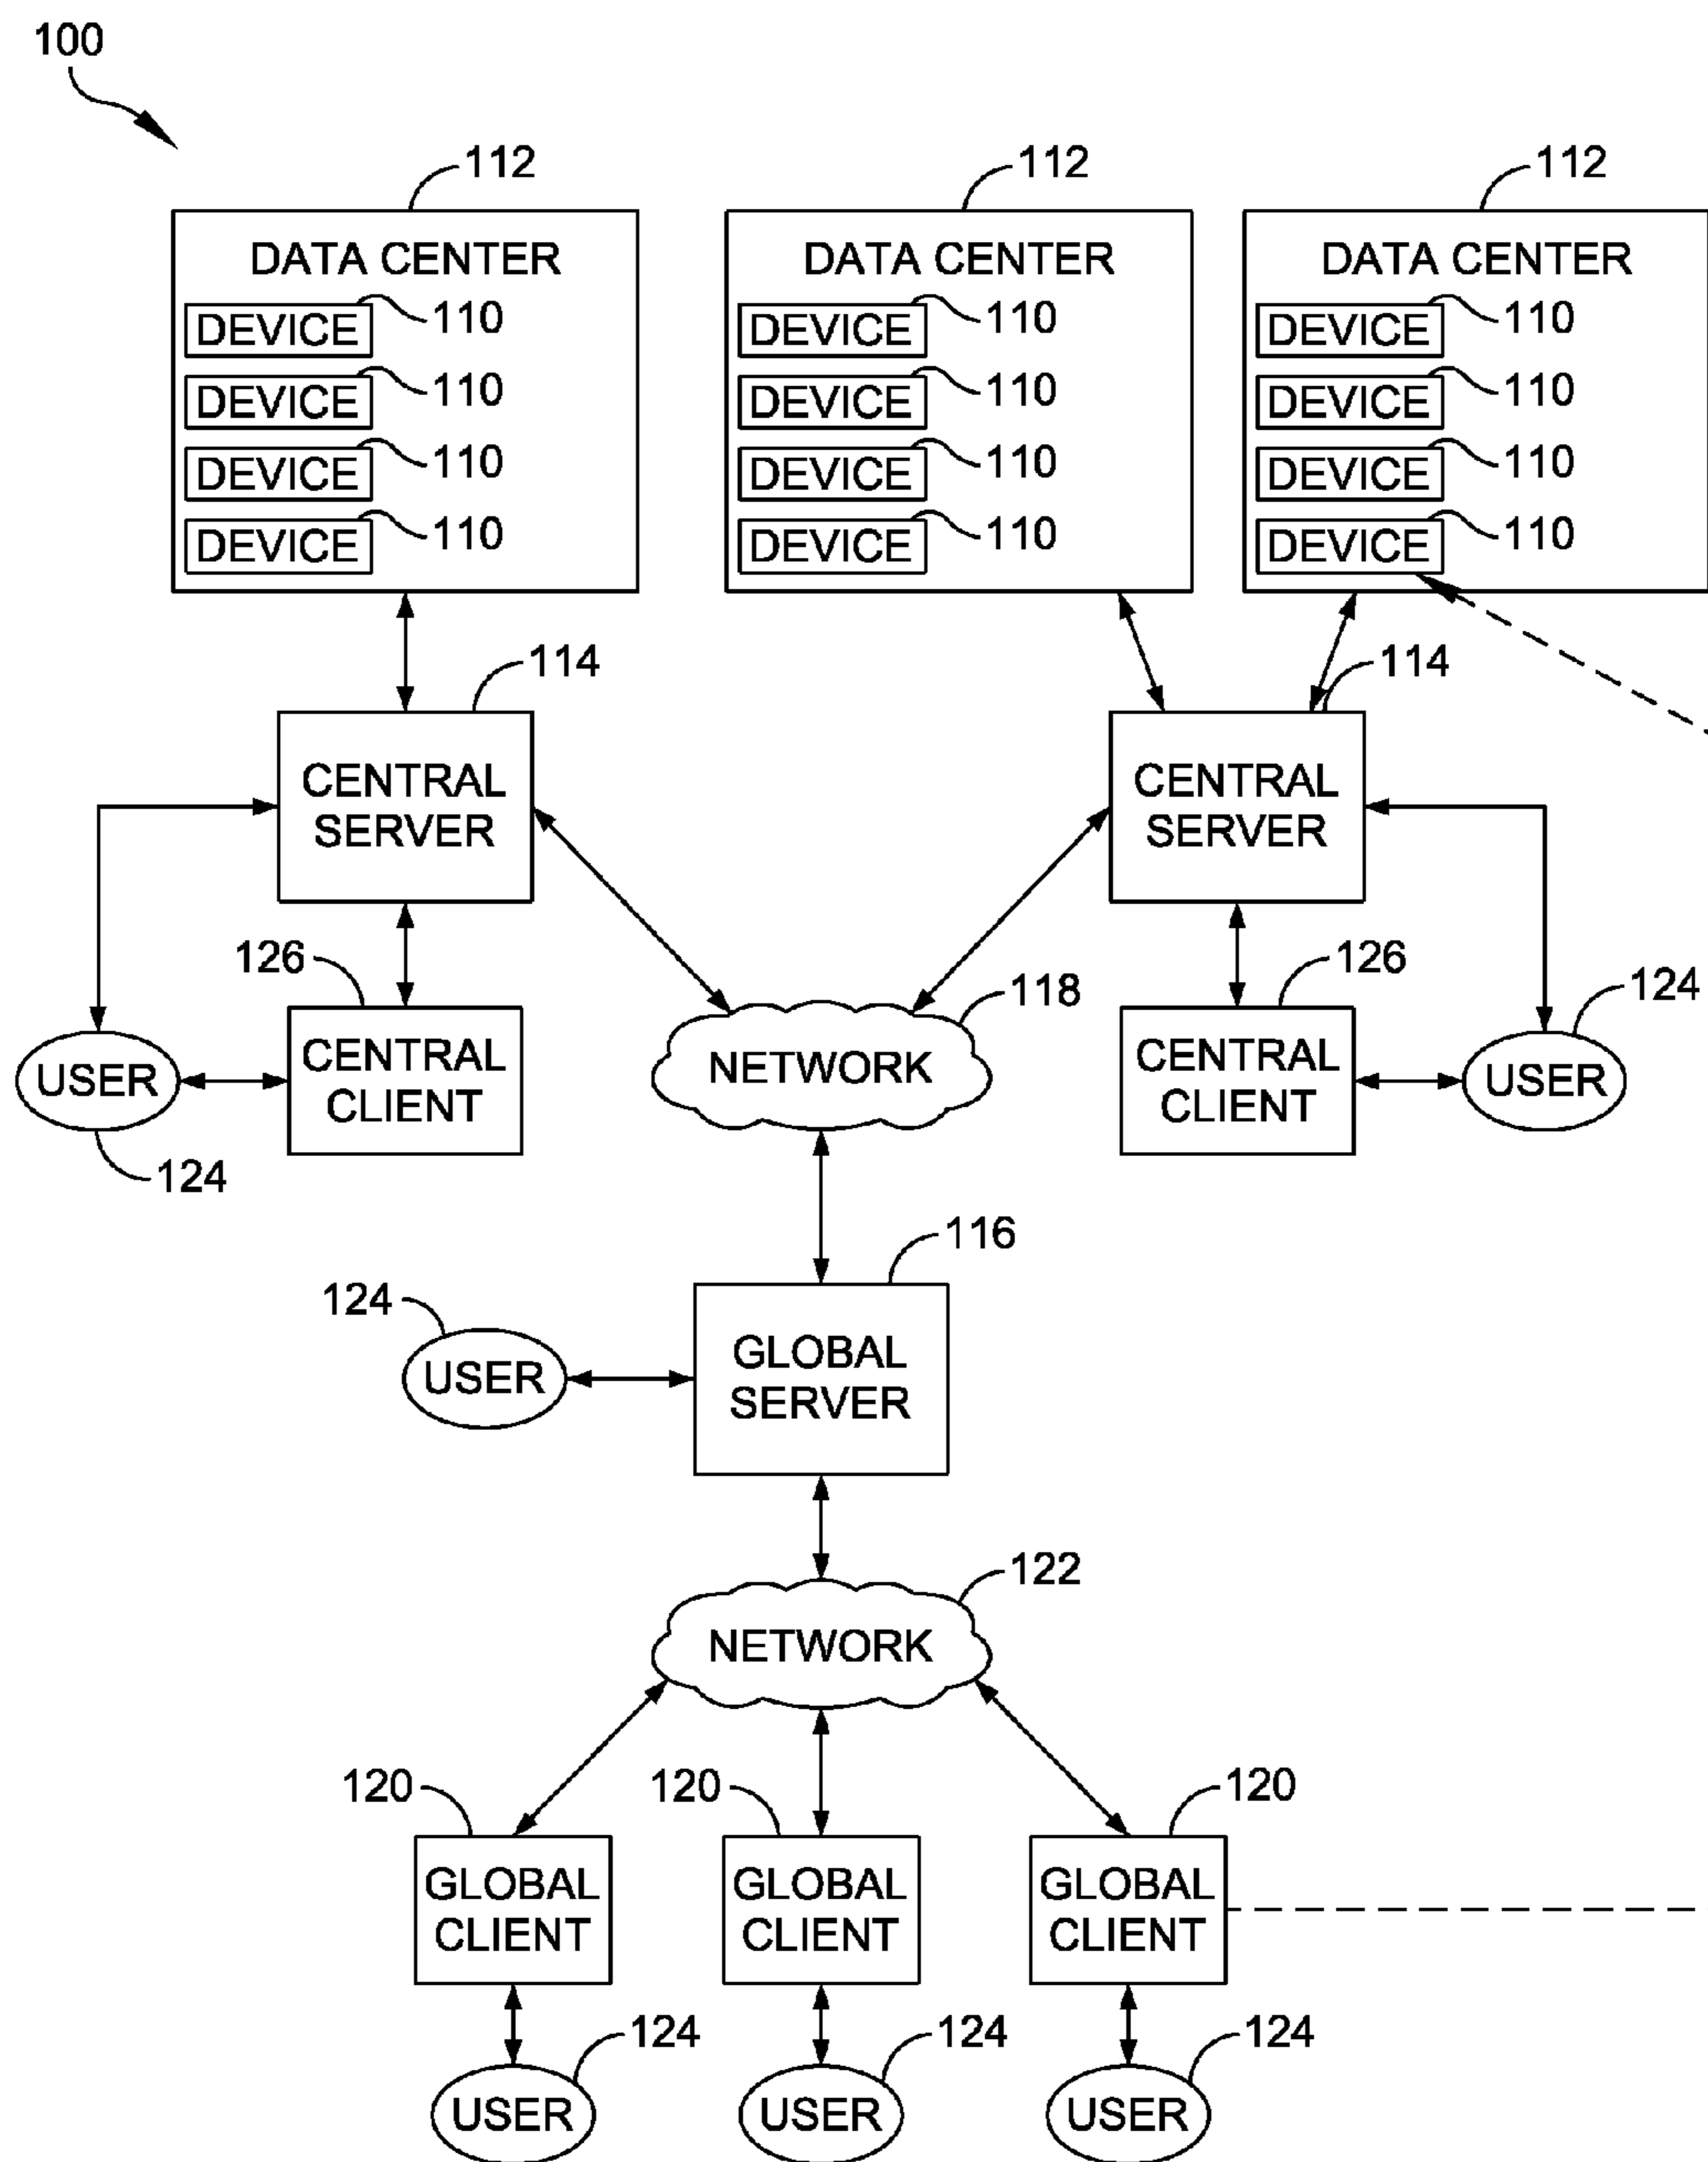 100
112 112 112
DATA CENTER DATA CENTER DATA CENTER
DEVICE 110 DEVICE 110 DEVICE 110
DEVICE 110 DEVICE 110 DEVICE 110
DEVICE 110 DEVICE 110 DEVICE 110
DEVICE 110 DEVICE 110 DEVICE 110
114 114
CENTRAL CENTRAL
SERVER SERVER
126 118 126 124
CENTRAL NETWORK CENTRAL
USER USER
CLIENT CLIENT
124
116
124
GLOBAL
USER
SERVER
122
NETWORK
120 120 120
GLOBAL GLOBAL GLOBAL
CLIENT CLIENT CLIENT
124 124 124
USER USER USER